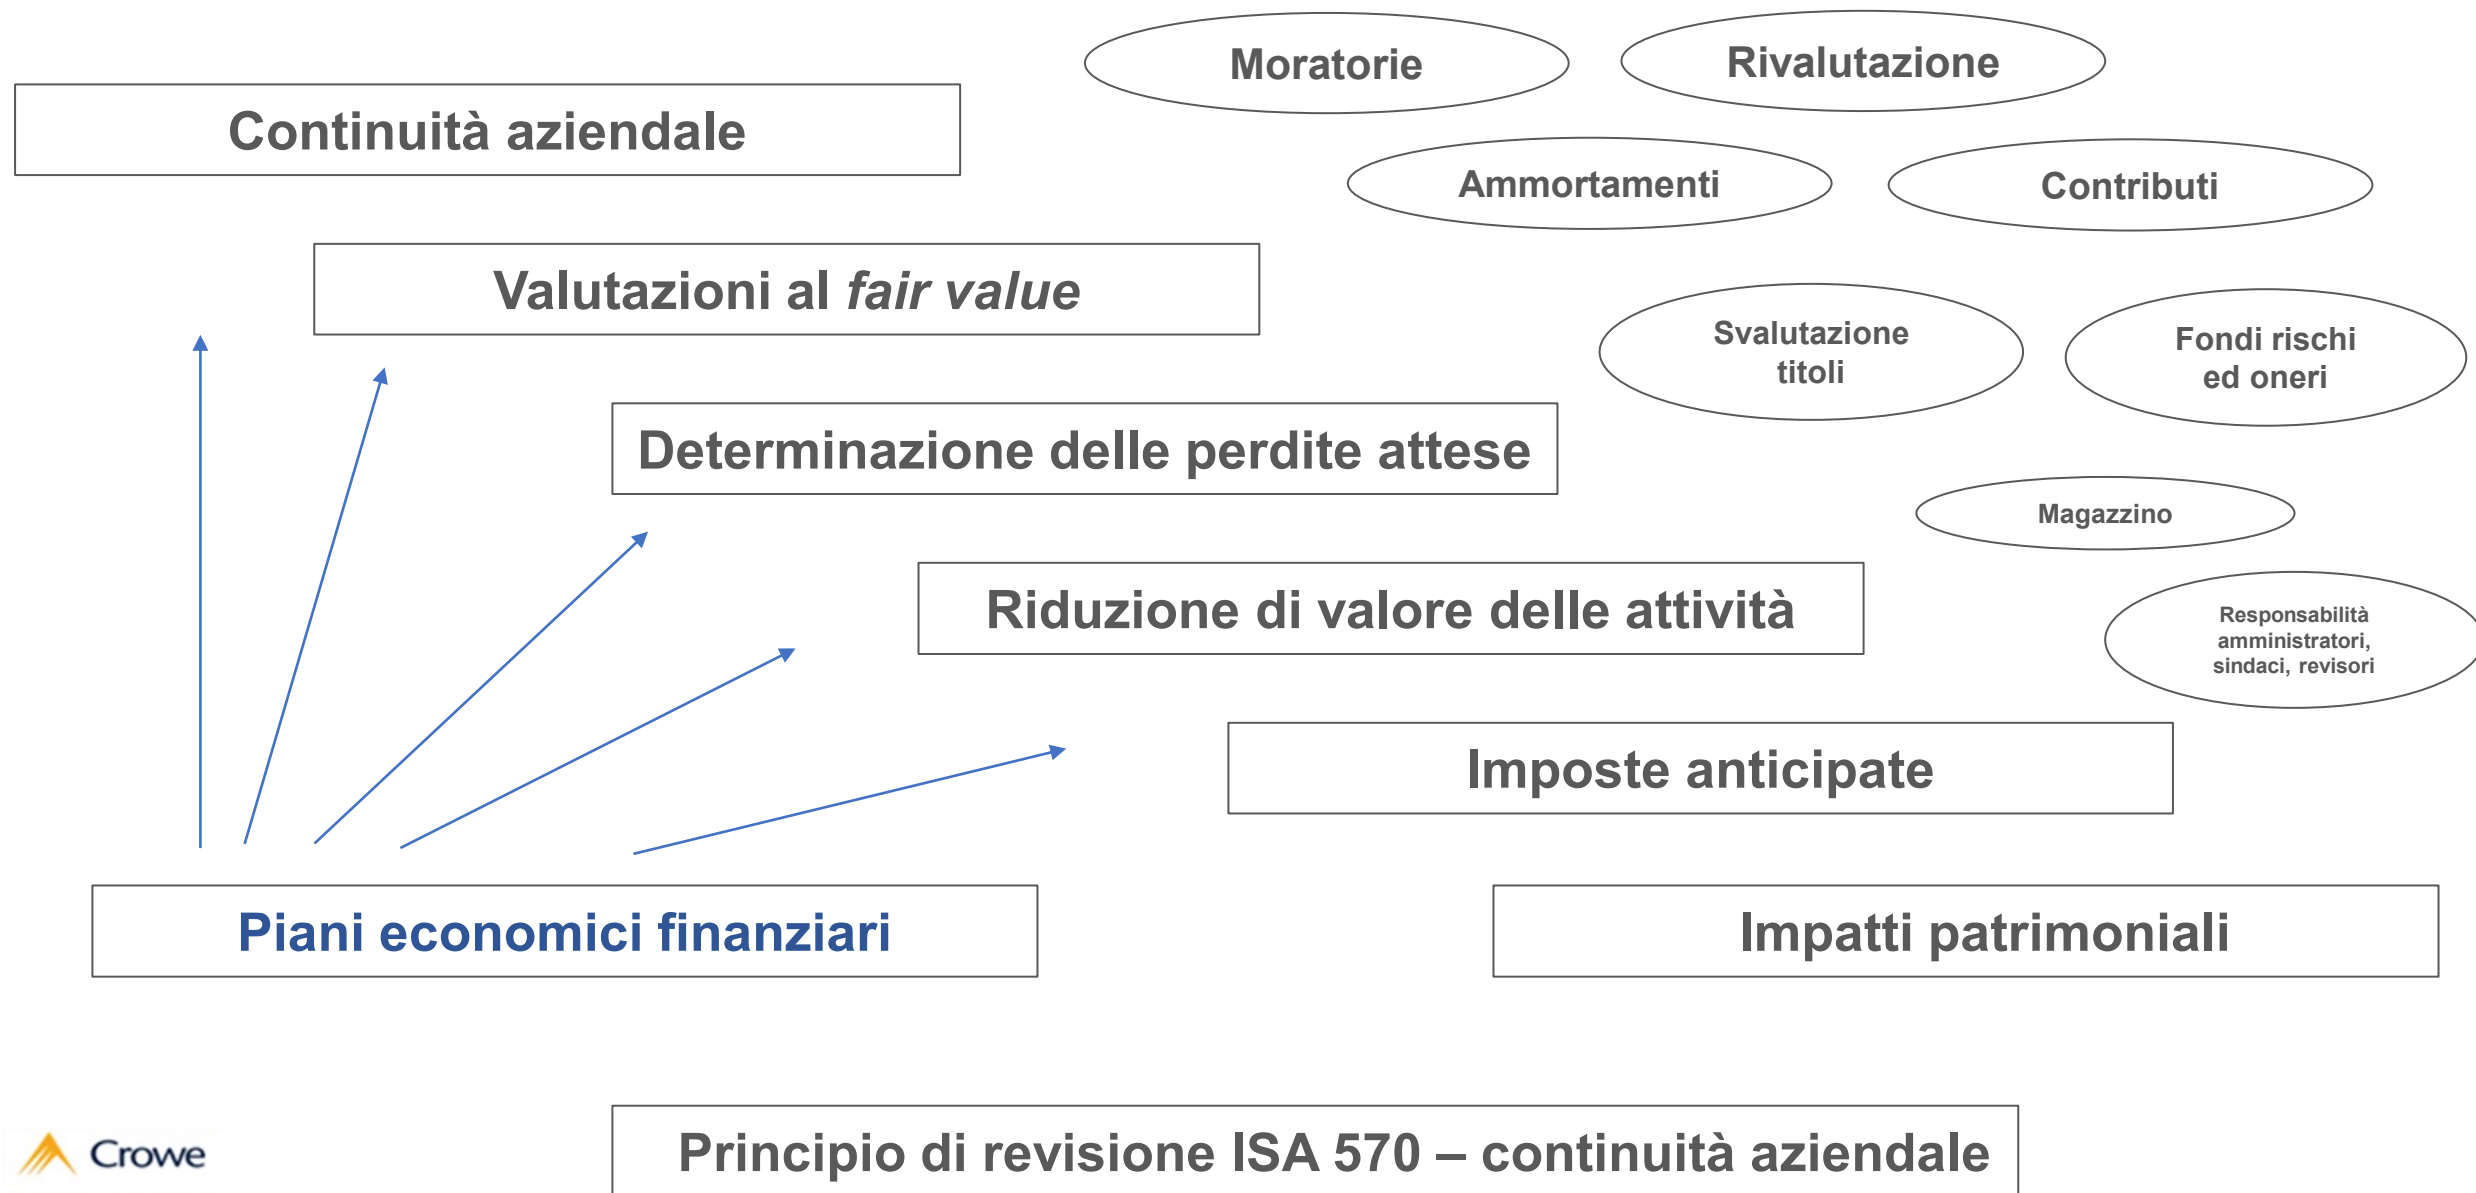 Moratorie
Rivalutazione
Continuità aziendale
Ammortamenti
Contributi
Valutazioni al fair value
Svalutazione
titoli
Fondi rischi
ed oneri
Determinazione delle perdite attese
Magazzino
Riduzione di valore delle attività
Responsabilità
amministratori,
sindaci, revisori
Imposte anticipate
Piani economici finanziari
Impatti patrimoniali
Crowe
Principio di revisione ISA 570 – continuità aziendale